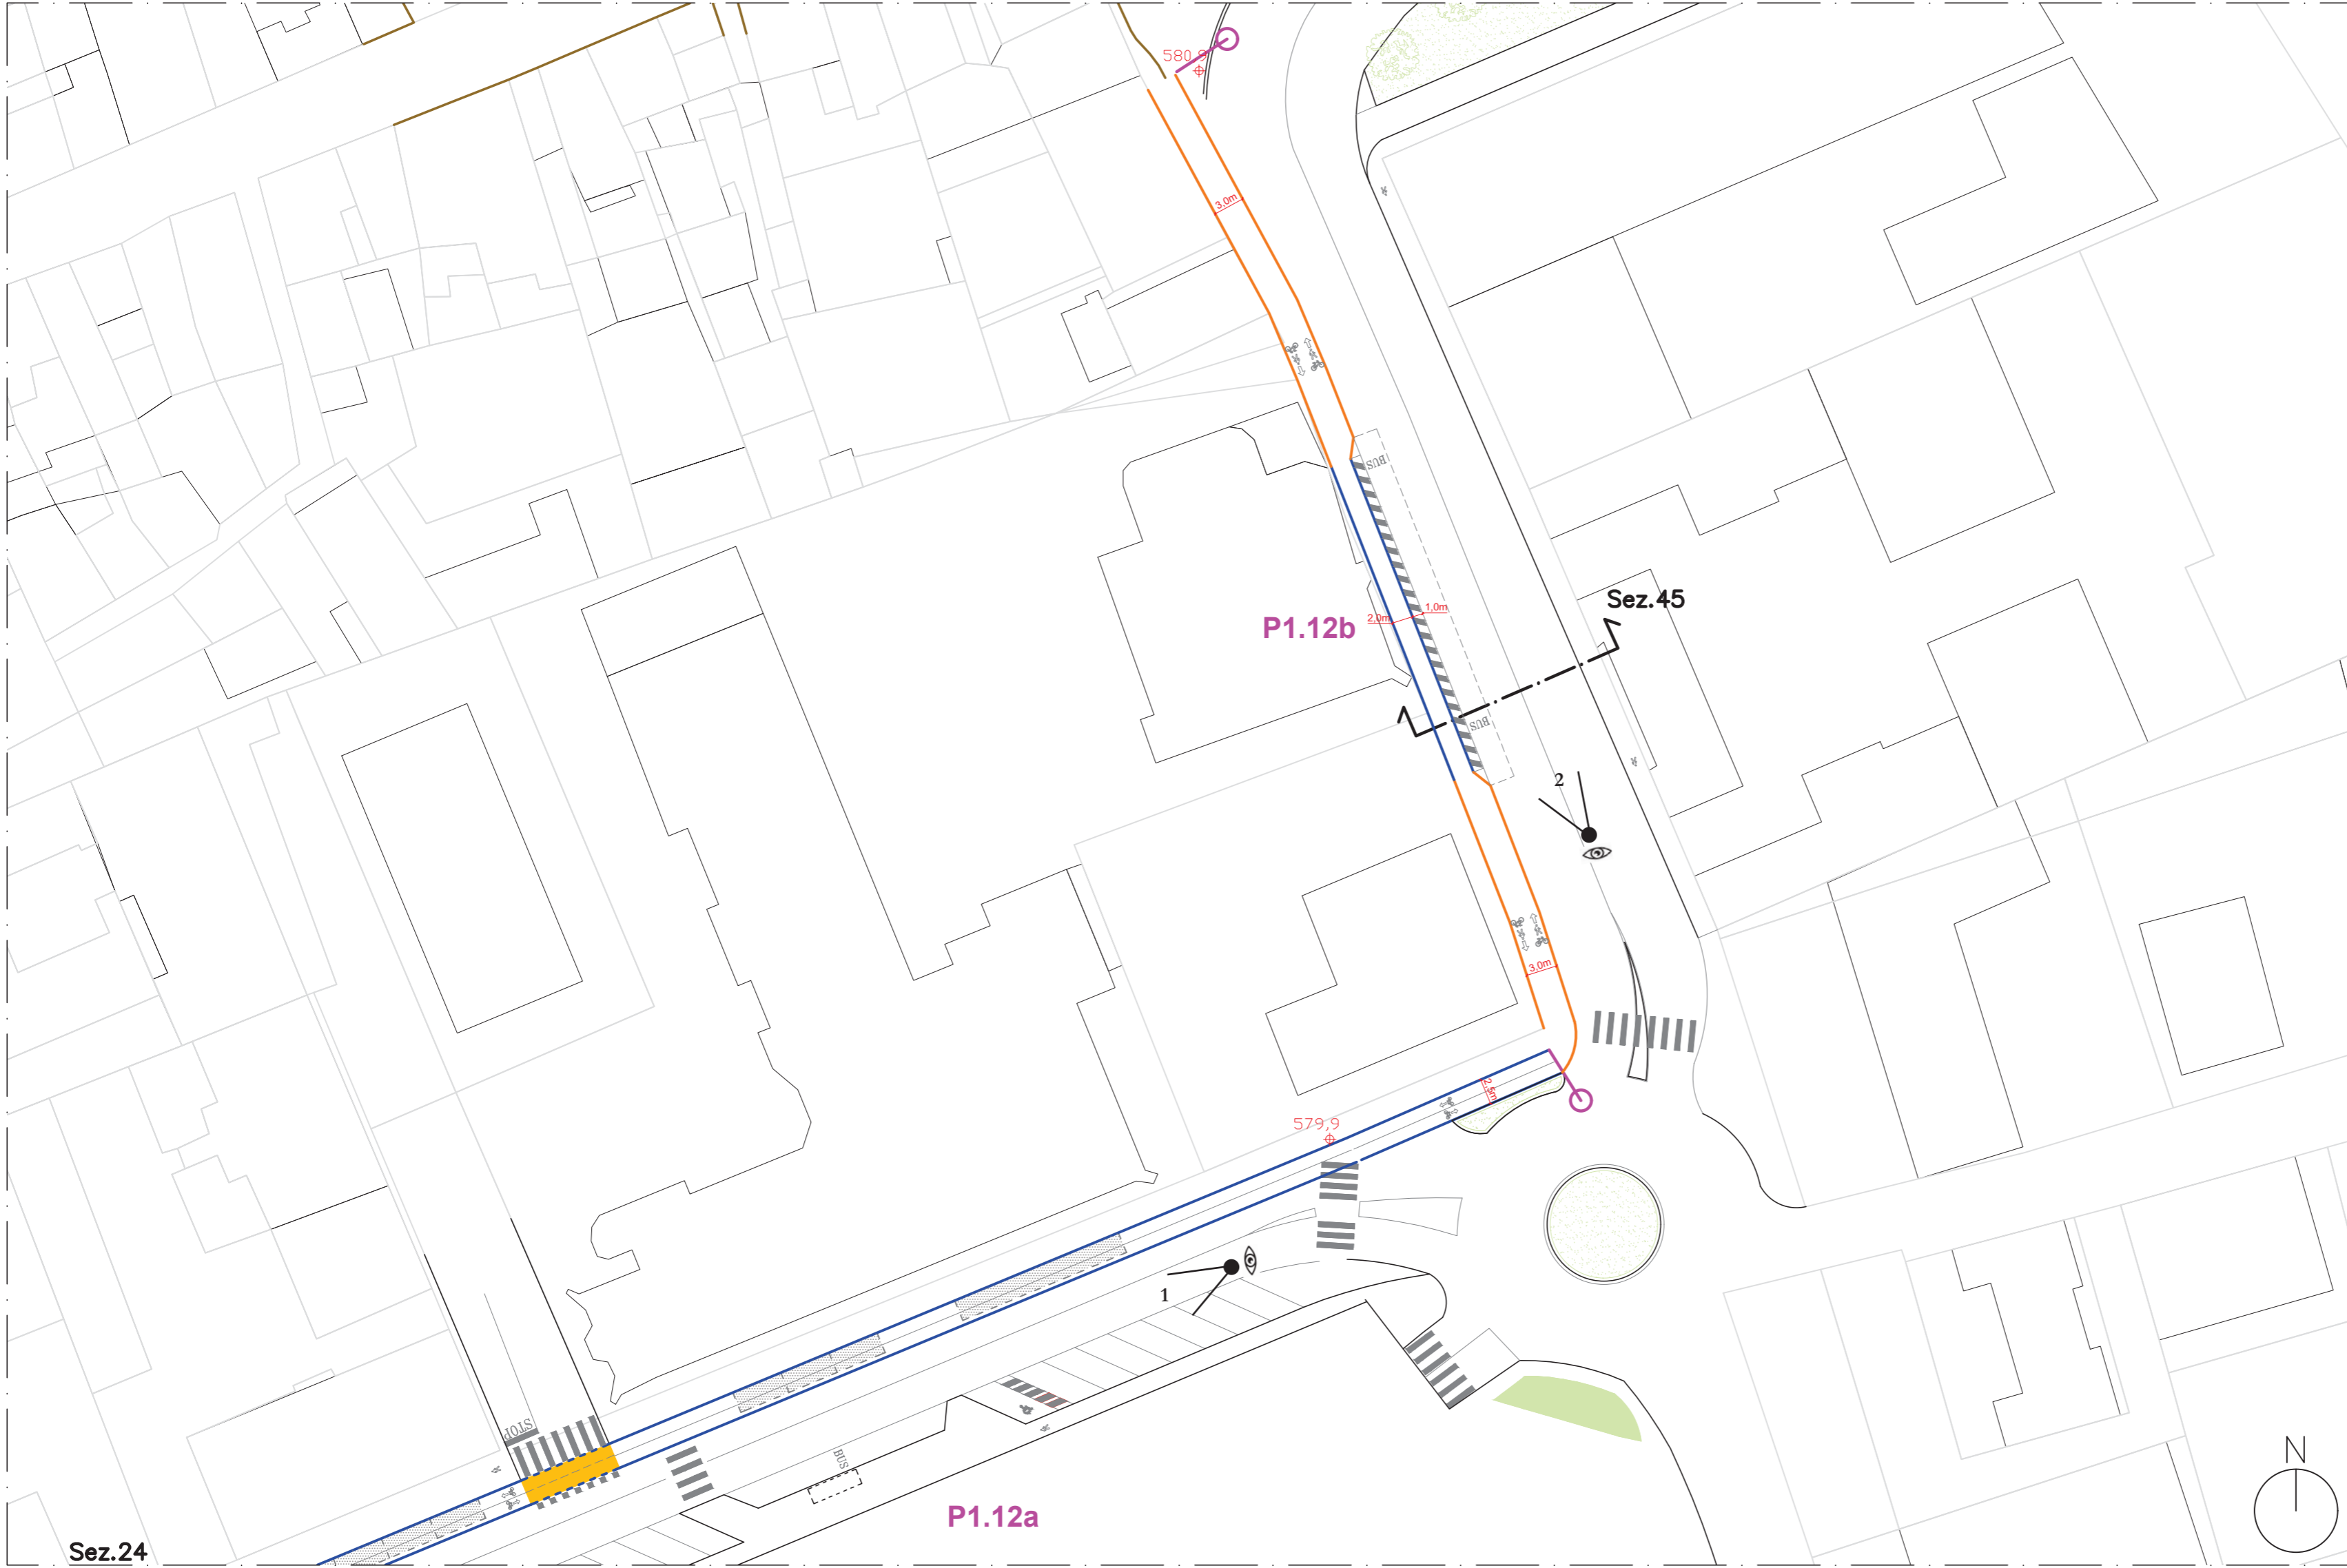 580,9
3,0m
BUS
Sez.45
1,0m
2,0m
P1.12b
BUS
2
3,0m
2,5m
579,9
1
STOP
BUS
N
P1.12a
Sez.24